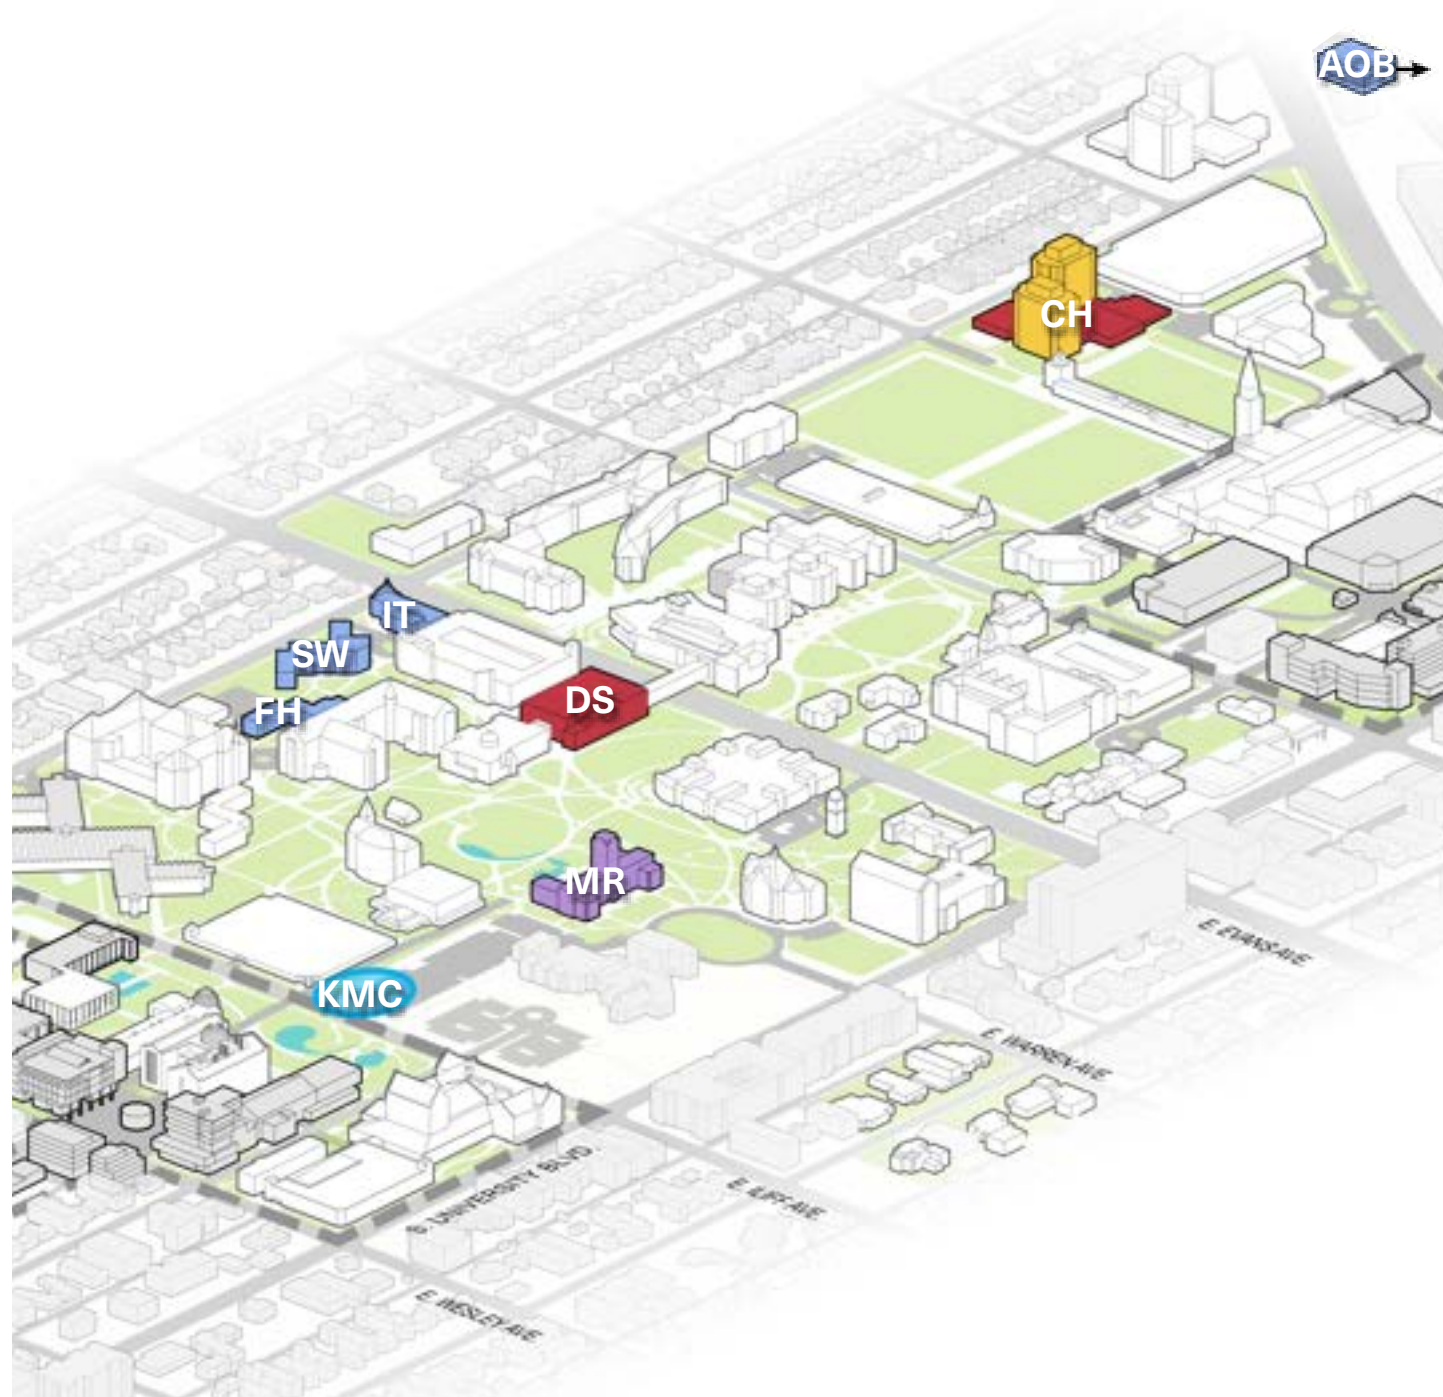 AOB
CH
IT
SW
FH
DS
MR
KMC
E. EVANS AVE.
E. WARREN AVE
S. UNIVERSITY BLVD
E. ILIFF AVE.
E. WESLEY AVE.